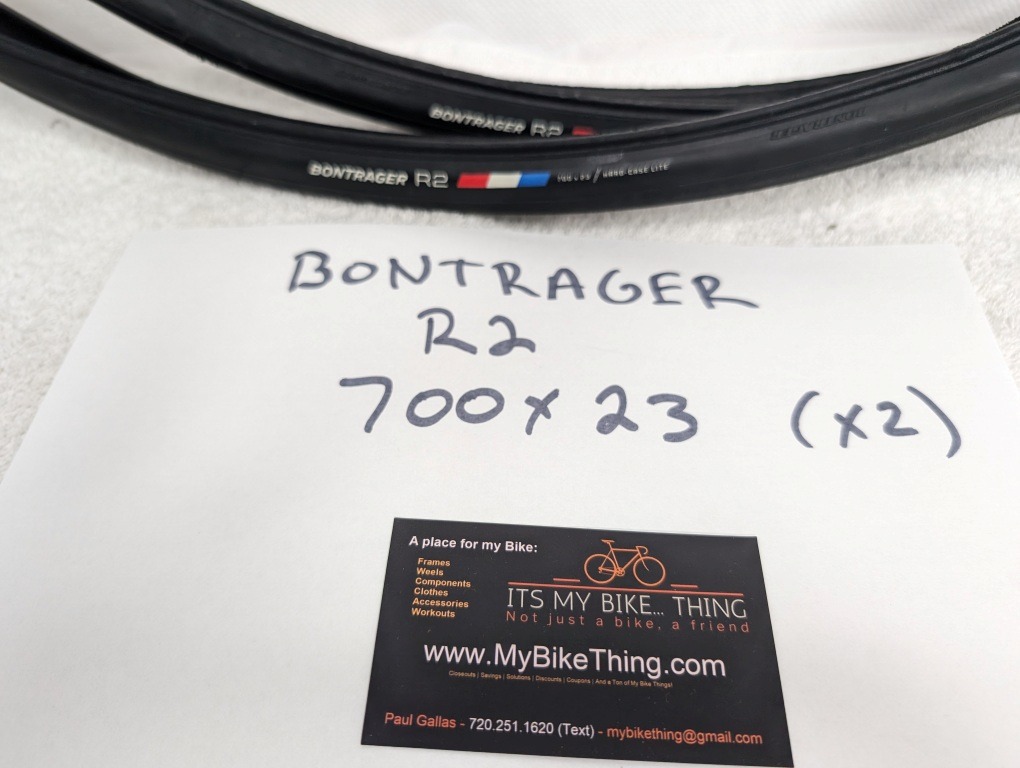 BONTRAGER R2
BONTRAGER R2 / HARD-CASE LITE
BONTRAGER
R2
700 x 23 (x2)
A place for my Bike:
Frames
Weels
Components
Clothes
Accessories
Workouts
ITS MY BIKE... THING
Not just a bike, a friend
www.MyBikeThing.com
Closeouts | Savings | Solutions | Discounts | Coupons | And a Ton of My Bike Things!
Paul Gallas - 720.251.1620 (Text) - mybikething@gmail.com